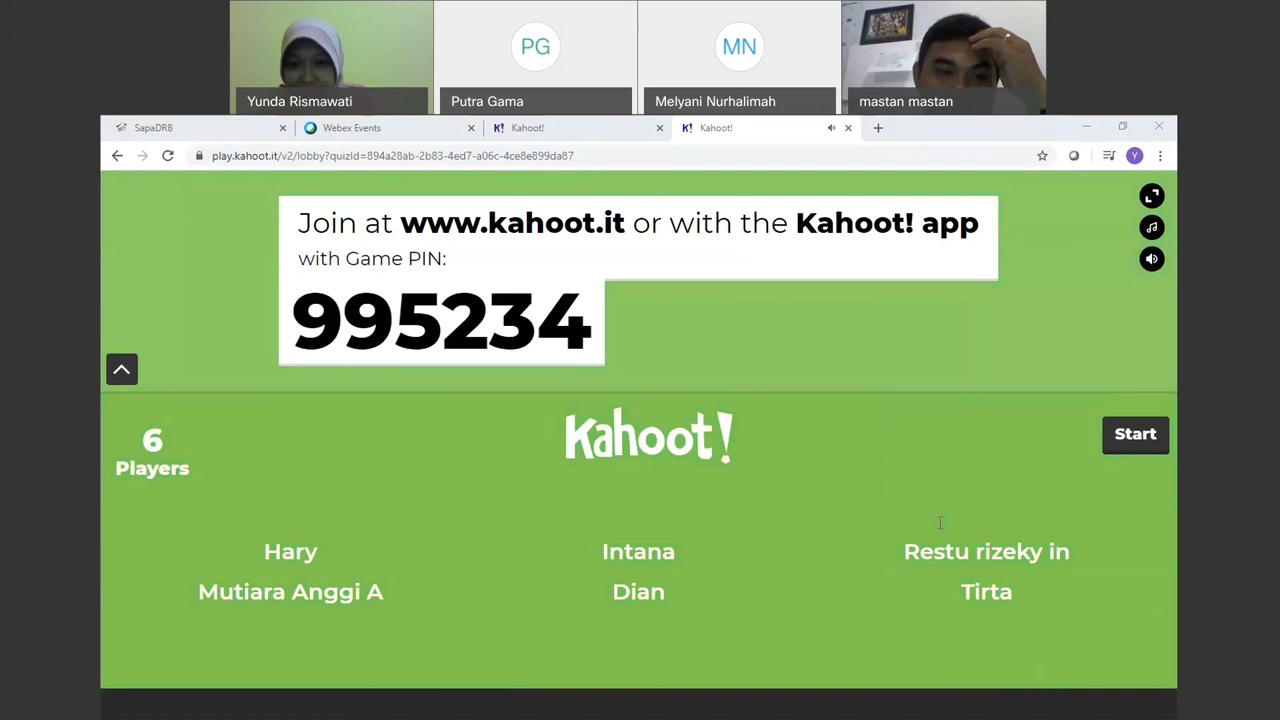 PG
MN
Yunda Rismawati
Putra Gama
Melyani Nurhalimah
mastan mastan
SapaDRB
Webex Events
Kahoot!
Kahoot!
play.kahoot.it/v2/lobby?quizId=894a28ab-2b83-4ed7-a06c-4ce8e899da87
Y
Join at www.kahoot.it or with the Kahoot! app
with Game PIN:
995234
6
Players
Kahoot!
Start
Hary
Intana
Restu rizeky in
Mutiara Anggi A
Dian
Tirta